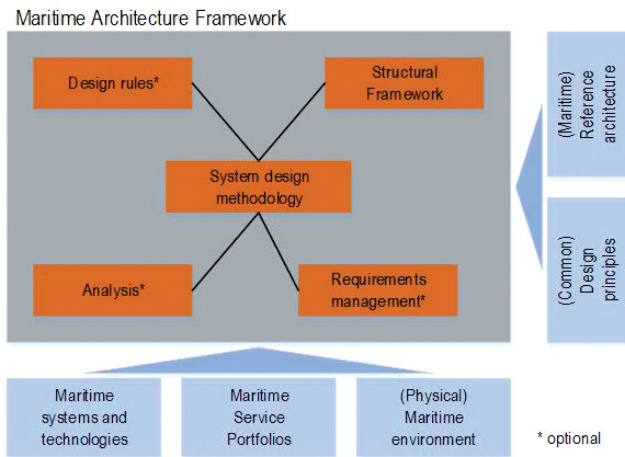 Maritime Architecture Framework
Design rules*
Structural
Framework
System design
methodology
Analysis*
Requirements
management*
(Maritime)
Reference
architecture
(Common)
Design
principles
Maritime
systems and
technologies
Maritime
Service
Portfolios
(Physical)
Maritime
environment
* optional